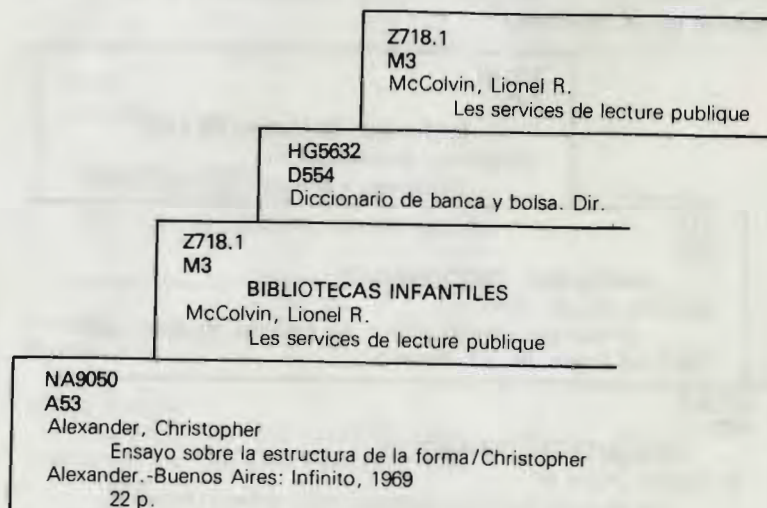 Z718.1
M3
McColvin, Lionel R.
Les services de lecture publique
HG5632
D554
Diccionario de banca y bolsa. Dir.
Z718.1
M3
BIBLIOTECAS INFANTILES
McColvin, Lionel R.
Les services de lecture publique
NA9050
A53
Alexander, Christopher
Ensayo sobre la estructura de la forma/Christopher
Alexander.-Buenos Aires: Infinito, 1969
22 p.